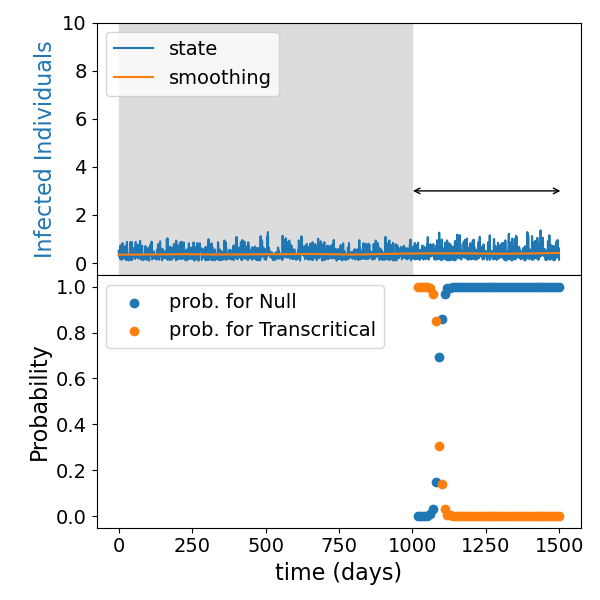 Infected Individuals
10
8
6
4
2
0
state
smoothing
Probability
1.0
0.8
0.6
0.4
0.2
0.0
prob. for Null
prob. for Transcritical
0 250 500 750 1000 1250 1500
time (days)